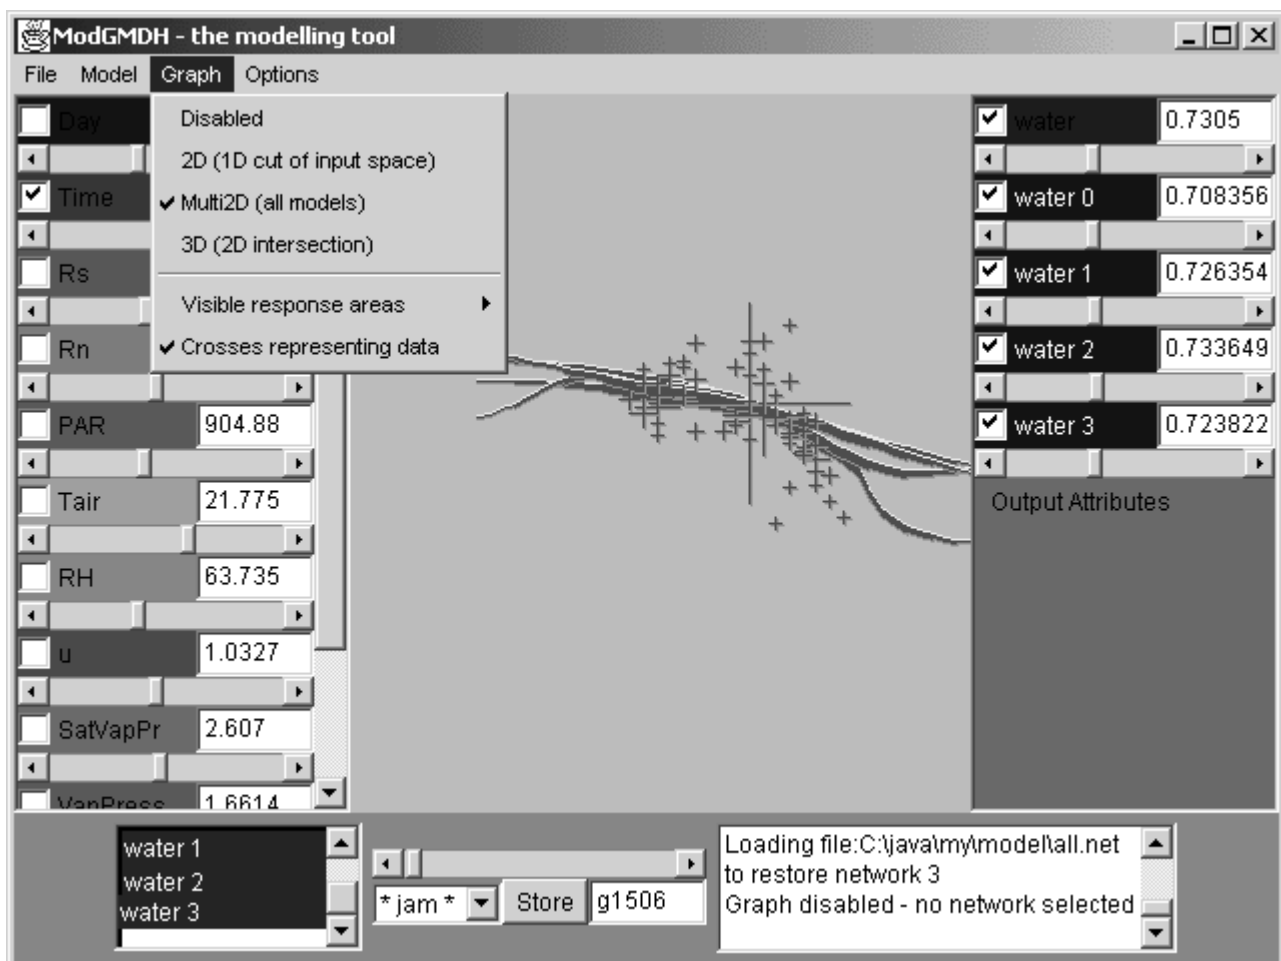 ModGMDH - the modelling tool
File Model Graph Options
Disabled
2D (1D cut of input space)
Multi2D (all models)
3D (2D intersection)
Visible response areas
Crosses representing data
Day
Time
Rs
Rn
PAR 904.88
Tair 21.775
RH 63.735
u 1.0327
SatVapPr 2.607
VapPress 1.6614
water 0.7305
water 0 0.708356
water 1 0.726354
water 2 0.733649
water 3 0.723822
Output Attributes
water 1
water 2
water 3
* jam * Store g1506
Loading file:C:\java\my\model\all.net
to restore network 3
Graph disabled - no network selected